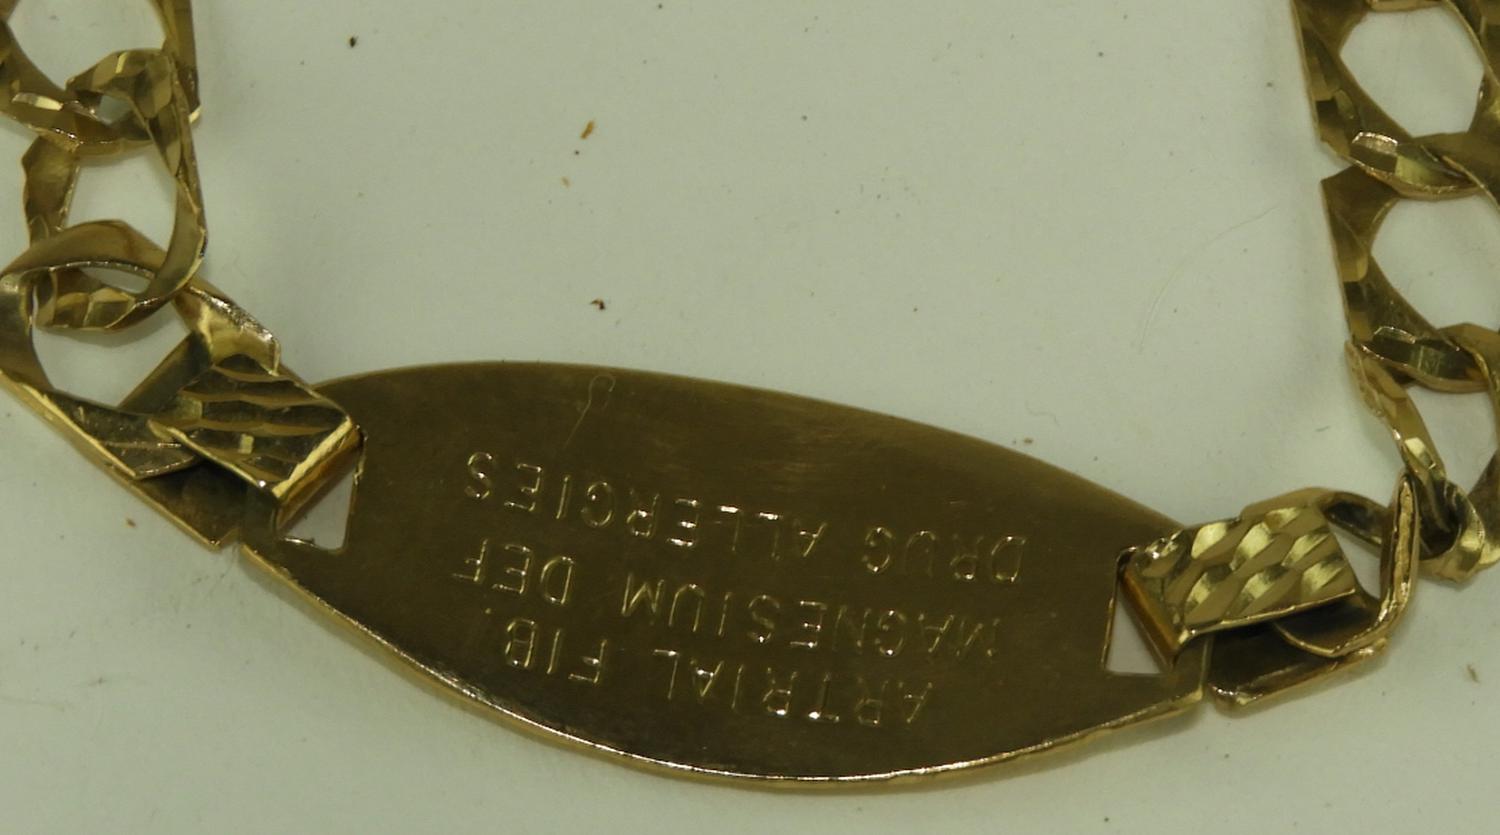 ARTRIAL FIB
MAGNESIUM DEF
DRUG ALLERGIES